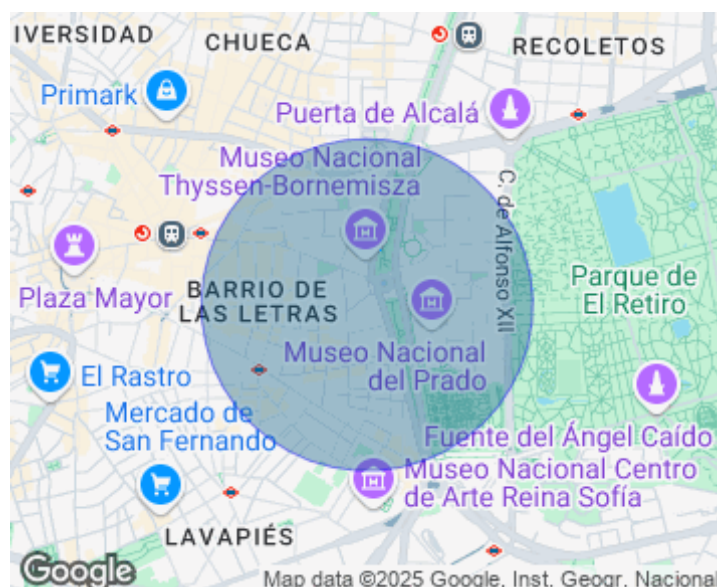 IVERSIDAD
CHUECA
RECOLETOS
Primark
Puerta de Alcalá
Museo Nacional
Thyssen-Bornemisza
C. de Alfonso XII
Plaza Mayor
BARRIO DE
LAS LETRAS
Parque de
El Retiro
Museo Nacional
del Prado
El Rastro
Mercado de
San Fernando
Fuente del Ángel Caído
Museo Nacional Centro
de Arte Reina Sofía
LAVAPIÉS
Google
Map data ©2025 Google, Inst. Geogr. Nacional